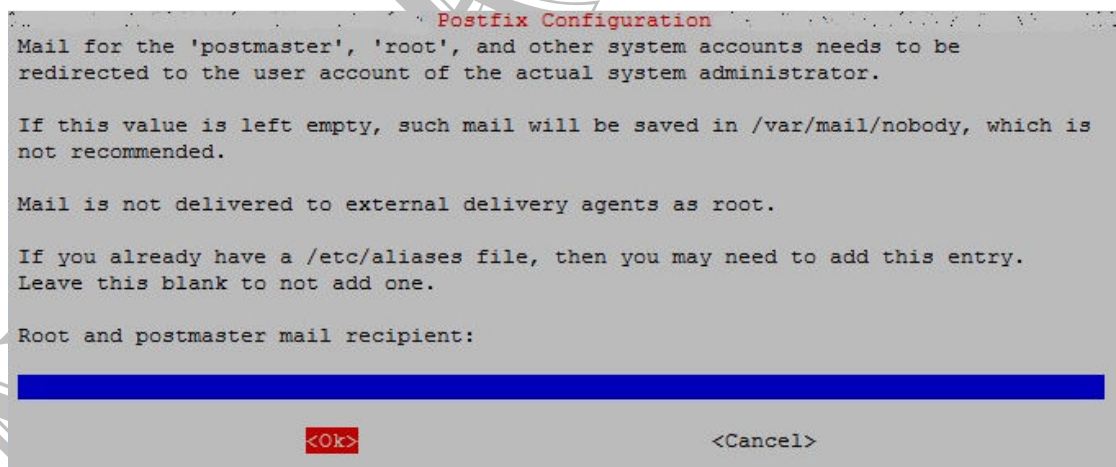 Postfix Configuration
Mail for the 'postmaster', 'root', and other system accounts needs to be
redirected to the user account of the actual system administrator.
If this value is left empty, such mail will be saved in /var/mail/nobody, which is
not recommended.
Mail is not delivered to external delivery agents as root.
If you already have a /etc/aliases file, then you may need to add this entry.
Leave this blank to not add one.
Root and postmaster mail recipient:
<Ok> <Cancel>